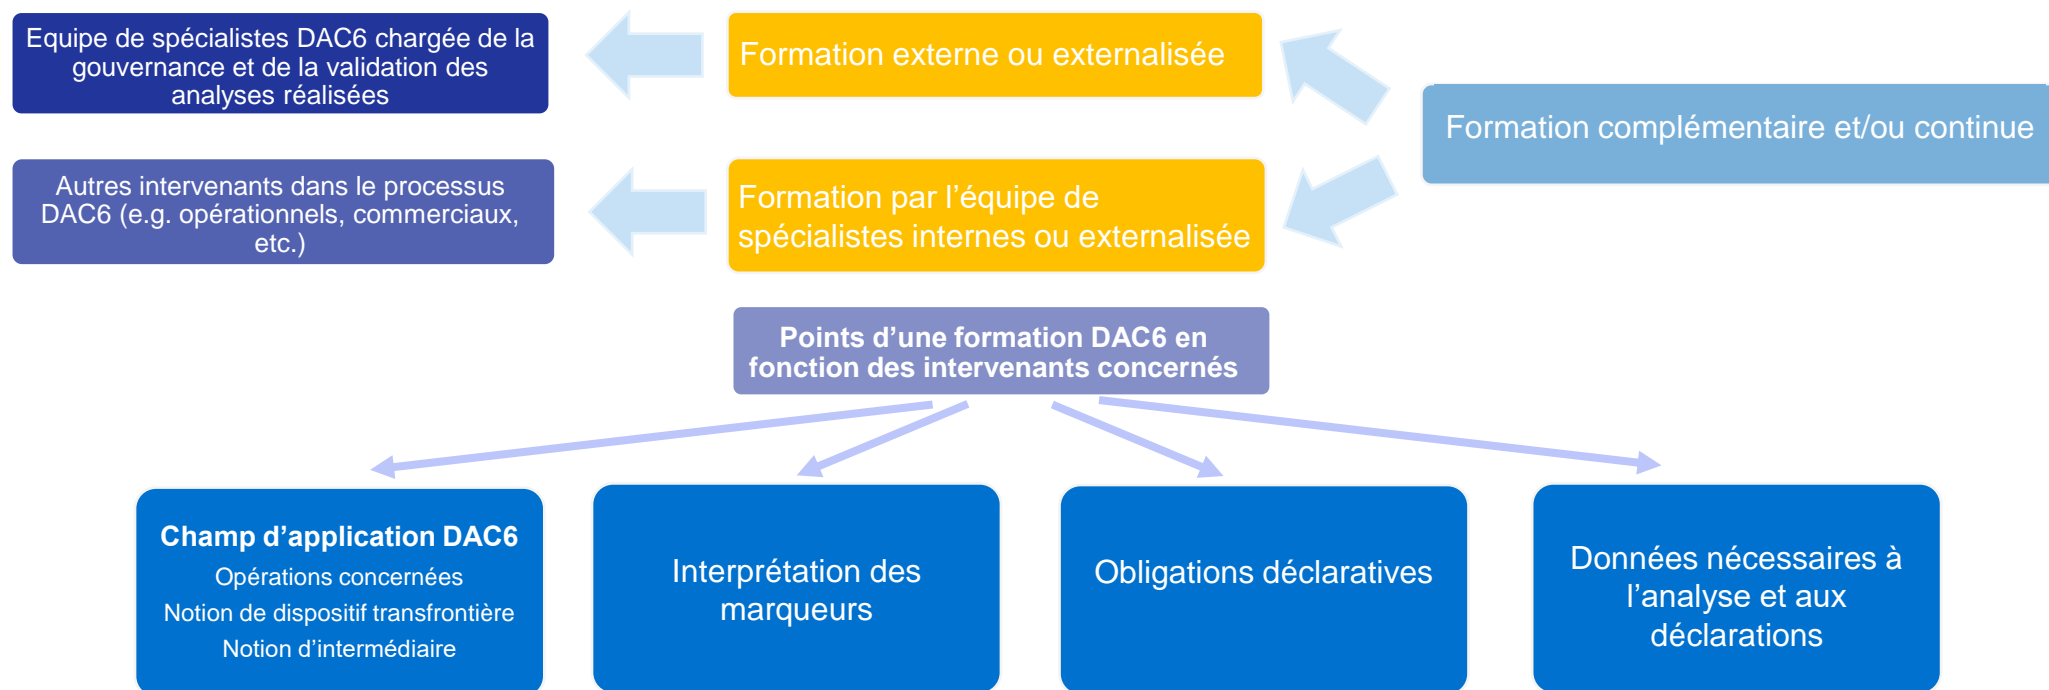 Equipe de spécialistes DAC6 chargée de la
gouvernance et de la validation des
analyses réalisées
Formation externe ou externalisée
Formation complémentaire et/ou continue
Autres intervenants dans le processus
DAC6 (e.g. opérationnels, commerciaux,
etc.)
Formation par l’équipe de
spécialistes internes ou externalisée
Points d’une formation DAC6 en
fonction des intervenants concernés
Champ d’application DAC6
Opérations concernées
Notion de dispositif transfrontière
Notion d’intermédiaire
Interprétation des
marqueurs
Obligations déclaratives
Données nécessaires à
l’analyse et aux
déclarations